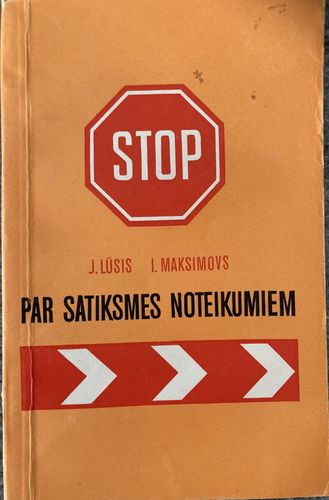 STOP
J. LŪSIS I. MAKSIMOVS
PAR SATIKSMES NOTEIKUMIEM